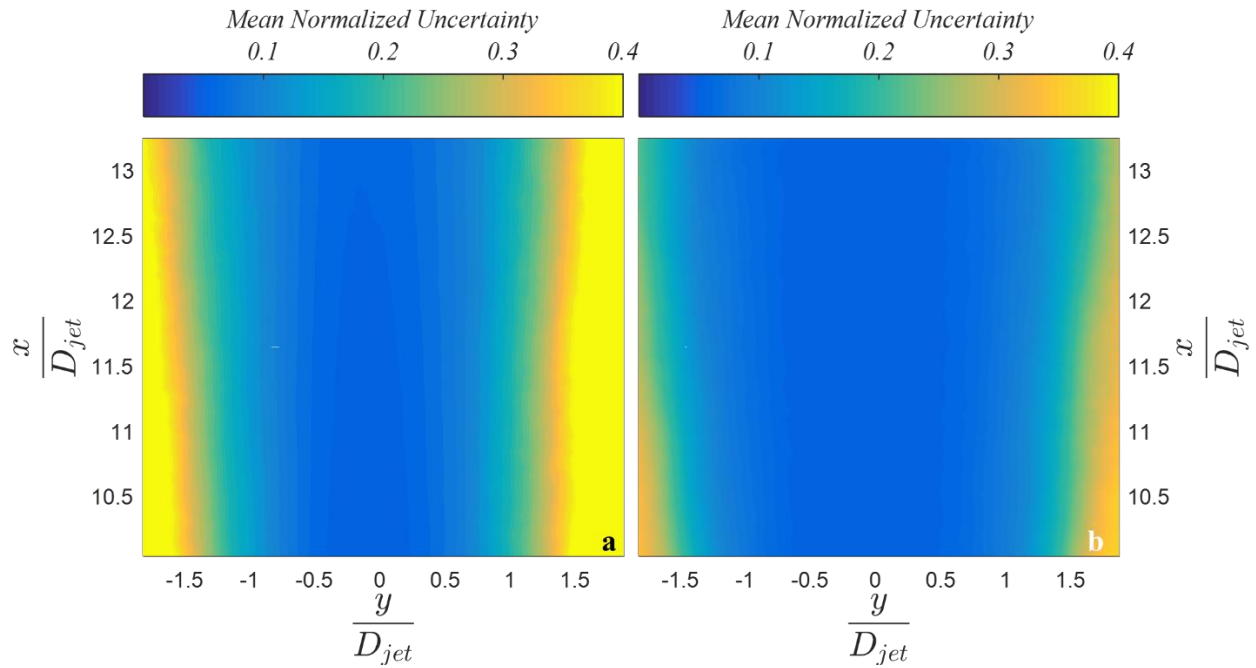 Mean Normalized Uncertainty
0.1 0.2 0.3 0.4
Mean Normalized Uncertainty
0.1 0.2 0.3 0.4
x
D_jet
13
12.5
12
11.5
11
10.5
a
-1.5 -1 -0.5 0 0.5 1 1.5
y
D_jet
b
-1.5 -1 -0.5 0 0.5 1 1.5
y
D_jet
13
12.5
12
11.5
11
10.5
x
D_jet